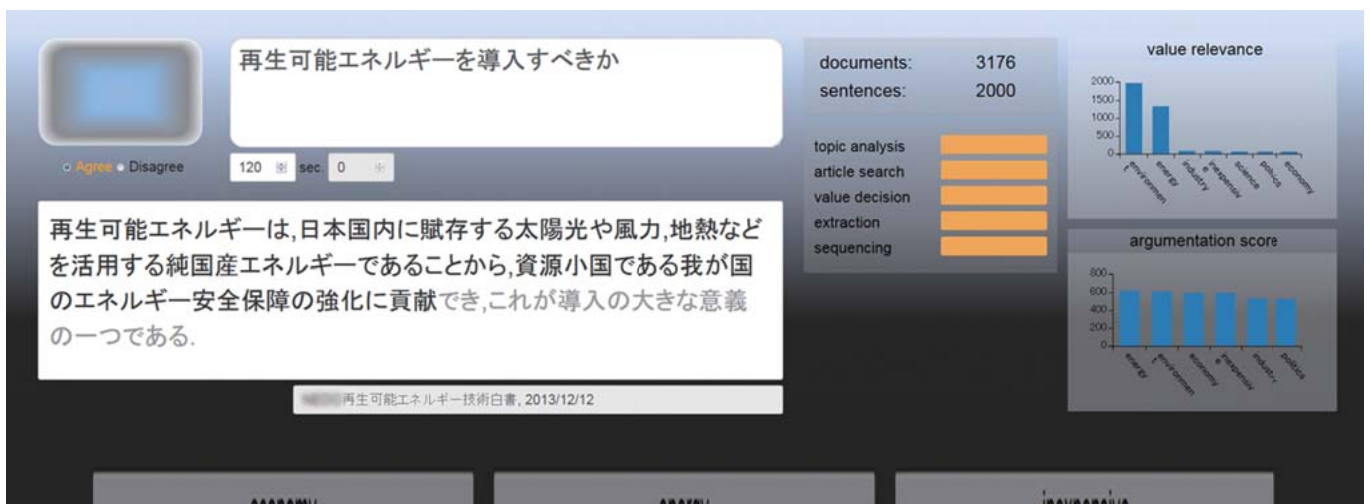 再生可能エネルギーを導入すべきか
Agree Disagree
120 sec. 0
再生可能エネルギーは,日本国内に賦存する太陽光や風力,地熱など
を活用する純国産エネルギーであることから,資源小国である我が国
のエネルギー安全保障の強化に貢献でき,これが導入の大きな意義
の一つである.
再生可能エネルギー技術白書, 2013/12/12
documents: 3176
sentences: 2000
topic analysis
article search
value decision
extraction
sequencing
value relevance
2000
1500
1000
500
0
environmen
t
energy
industry
inexpensiv
e
science
politics
economy
argumentation score
800
600
400
200
0
energy
environmen
t
economy
inexpensiv
e
industry
politics
economy
energy
inexpensive